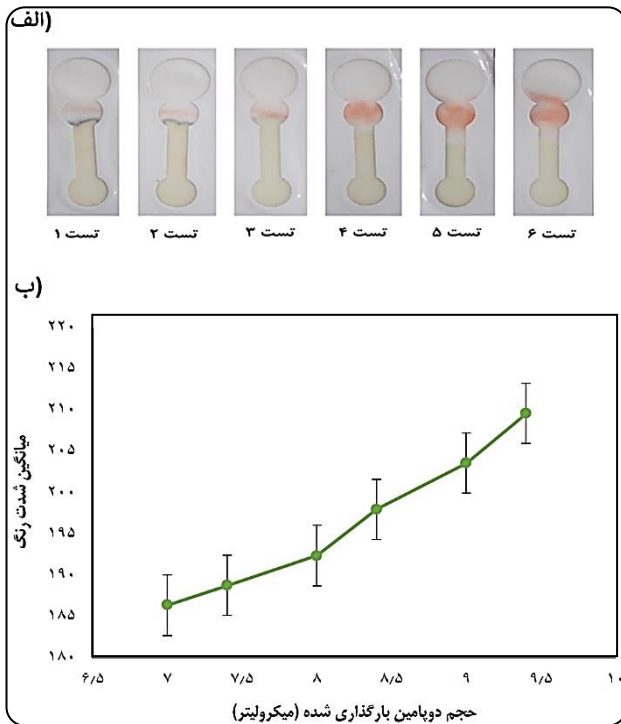 الف)
تست ۱ تست ۲ تست ۳ تست ۴ تست ۵ تست ۶
ب)
میانگین شدت رنگ
۲۲۰
۲۱۵
۲۱۰
۲۰۵
۲۰۰
۱۹۵
۱۹۰
۱۸۵
۱۸۰
۶٫۵ ۷ ۷٫۵ ۸ ۸٫۵ ۹ ۹٫۵ ۱۰
حجم دوپامین بارگذاری شده (میکرولیتر)